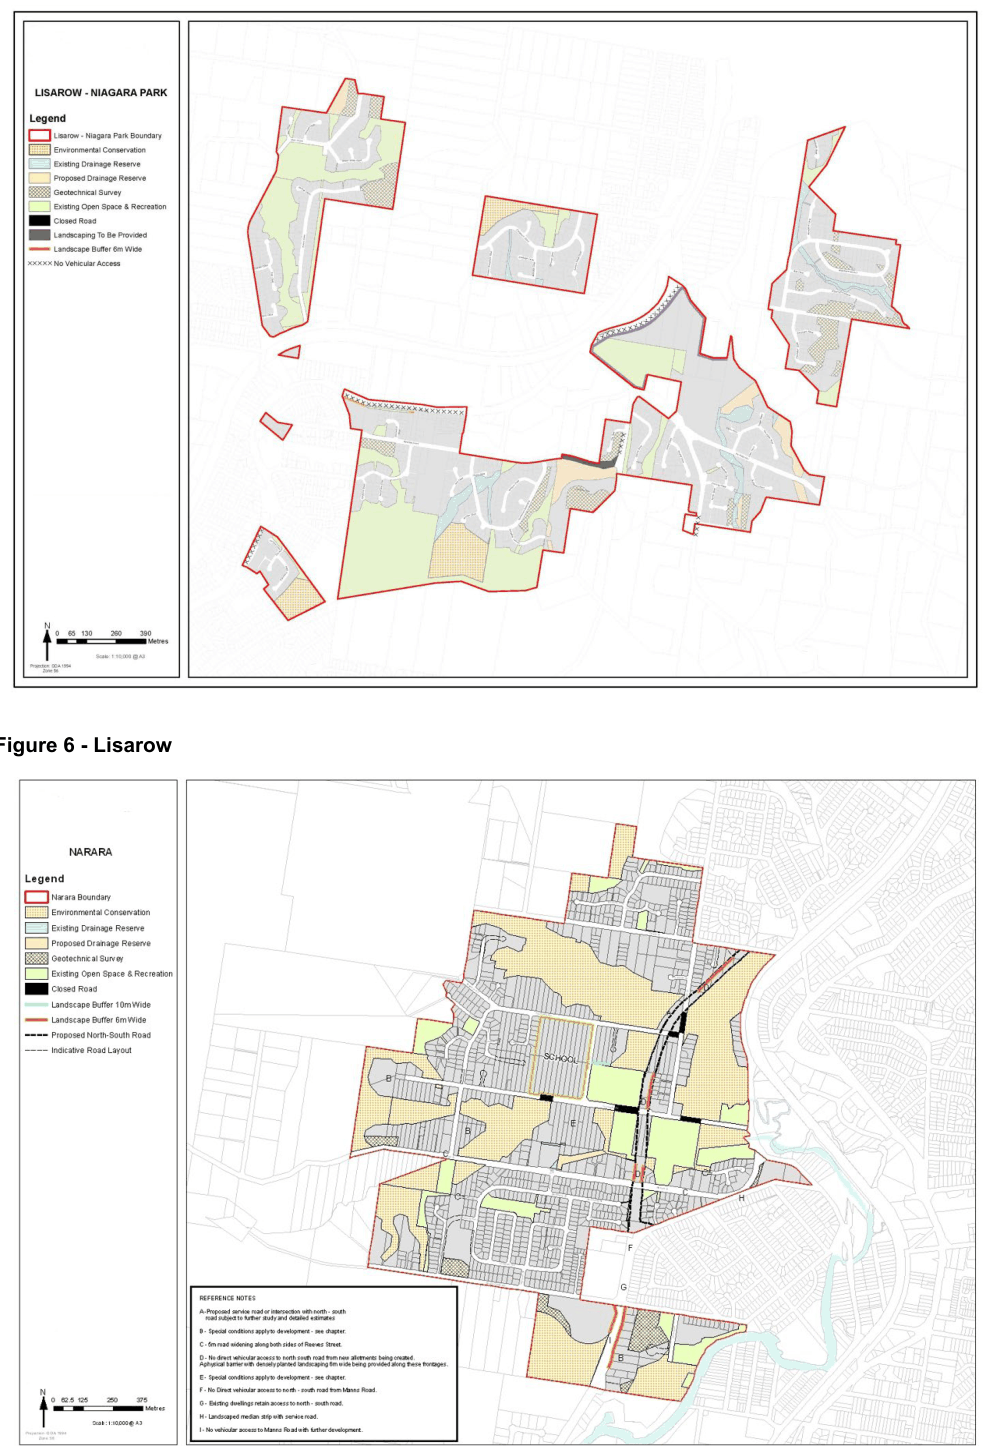 LISAROW - NIAGARA PARK
Legend
Lisarow - Niagara Park Boundary
Environmental Conservation
Existing Drainage Reserve
Proposed Drainage Reserve
Geotechnical Survey
Existing Open Space & Recreation
Closed Road
Landscaping To Be Provided
Landscape Buffer 6m Wide
XXXXX No Vehicular Access
N
0 65 130 260 390
Metres
Scale : 1:10,000 @ A3
Projection: GDA 1994
Zone 56
Figure 6 - Lisarow
NARARA
Legend
Narara Boundary
Environmental Conservation
Existing Drainage Reserve
Proposed Drainage Reserve
Geotechnical Survey
Existing Open Space & Recreation
Closed Road
Landscape Buffer 10m Wide
Landscape Buffer 6m Wide
Proposed North-South Road
Indicative Road Layout
N
0 62.5 125 250 375
Metres
Scale : 1:10,000 @ A3
SCHOOL
B
E
B
C
D
C
C
H
F
G
I
B
REFERENCE NOTES
A-Proposed service road or intersection with north - south
road subject to further study and detailed estimates
B - Special conditions apply to development - see chapter.
C - 6m road widening along both sides of Reeves Street.
D - No direct vehicular access to north south road from new allotments being created.
A physical barrier with densely planted landscaping 6m wide being provided along these frontages.
E- Special conditions apply to development - see chapter.
F - No Direct vehicular access to north - south road from Manns Road.
G - Existing dwellings retain access to north - south road.
H - Landscaped median strip with service road.
I - No vehicular access to Manns Road with further development.